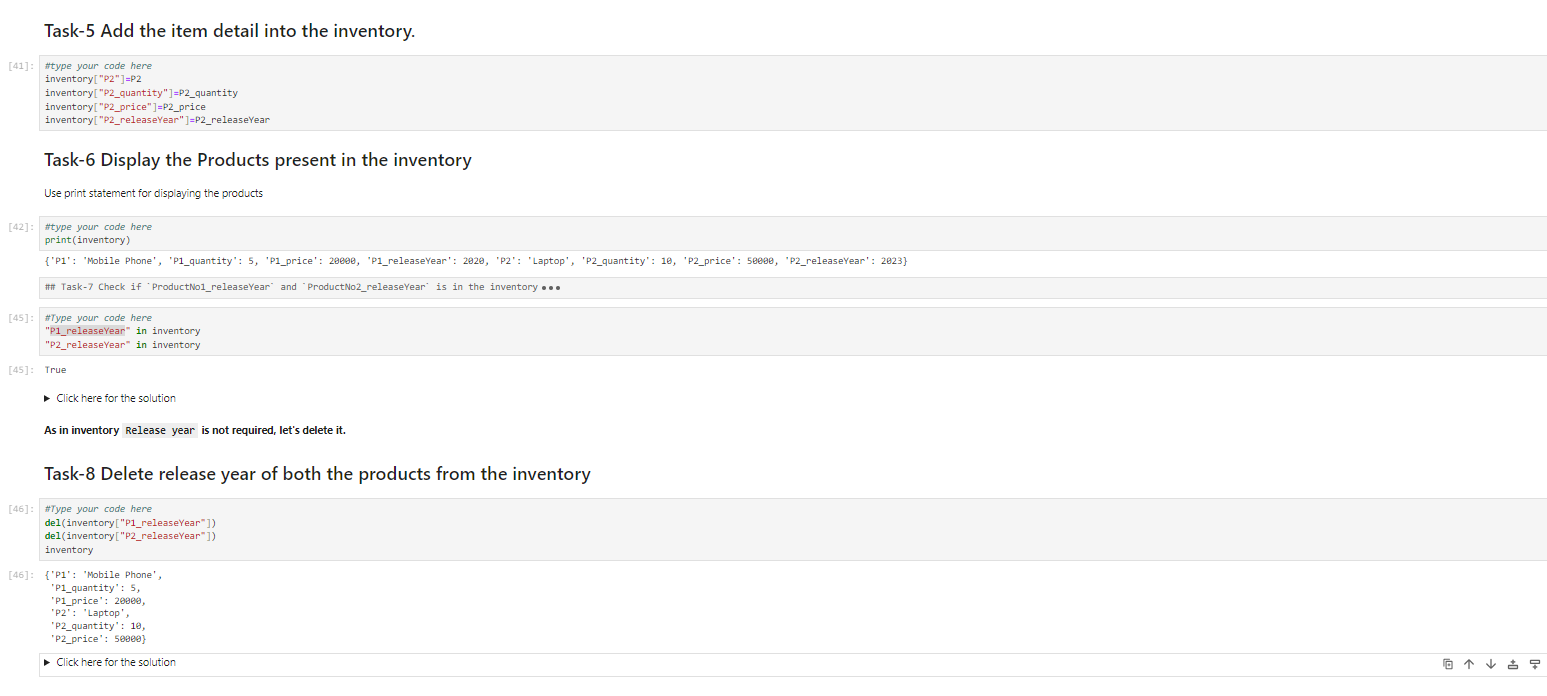 Task-5 Add the item detail into the inventory.
[41]: #type your code here
inventory["P2"]=P2
inventory["P2_quantity"]=P2_quantity
inventory["P2_price"]=P2_price
inventory["P2_releaseYear"]=P2_releaseYear
Task-6 Display the Products present in the inventory
Use print statement for displaying the products
[42]: #type your code here
print(inventory)
{'P1': 'Mobile Phone', 'P1_quantity': 5, 'P1_price': 20000, 'P1_releaseYear': 2020, 'P2': 'Laptop', 'P2_quantity': 10, 'P2_price': 50000, 'P2_releaseYear': 2023}
## Task-7 Check if `ProductNo1_releaseYear` and `ProductNo2_releaseYear` is in the inventory •••
[45]: #Type your code here
"P1_releaseYear" in inventory
"P2_releaseYear" in inventory
[45]: True
▶ Click here for the solution
As in inventory Release year is not required, let's delete it.
Task-8 Delete release year of both the products from the inventory
[46]: #Type your code here
del(inventory["P1_releaseYear"])
del(inventory["P2_releaseYear"])
inventory
[46]: {'P1': 'Mobile Phone',
'P1_quantity': 5,
'P1_price': 20000,
'P2': 'Laptop',
'P2_quantity': 10,
'P2_price': 50000}
▶ Click here for the solution